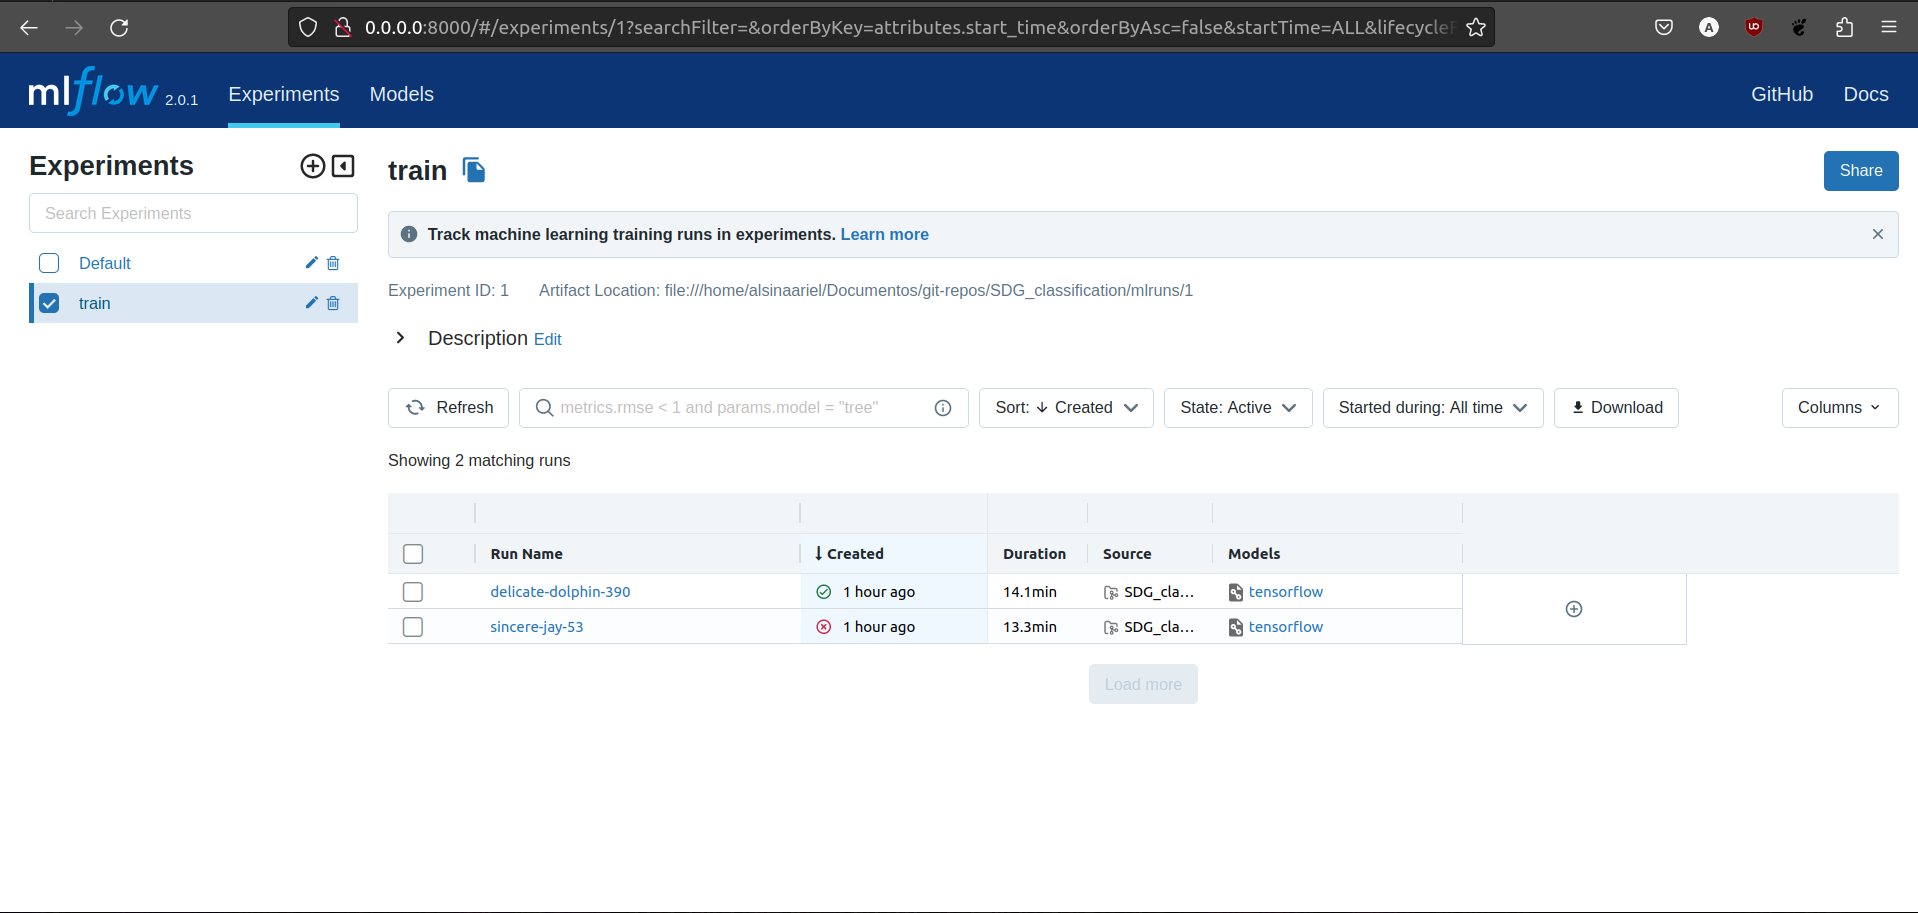 0.0.0.0:8000/#/experiments/1?searchFilter=&orderByKey=attributes.start_time&orderByAsc=false&startTime=ALL&lifecycleF
A
mlflow 2.0.1 Experiments Models GitHub Docs
Experiments
Search Experiments
Default
train
train
Share
Track machine learning training runs in experiments. Learn more
Experiment ID: 1 Artifact Location: file:///home/alsinaariel/Documentos/git-repos/SDG_classification/mlruns/1
Description Edit
Refresh metrics.rmse < 1 and params.model = "tree" Sort: ↓ Created State: Active Started during: All time Download Columns
Showing 2 matching runs
Run Name ↓ Created Duration Source Models
delicate-dolphin-390 1 hour ago 14.1min SDG_cla... tensorflow
sincere-jay-53 1 hour ago 13.3min SDG_cla... tensorflow
Load more